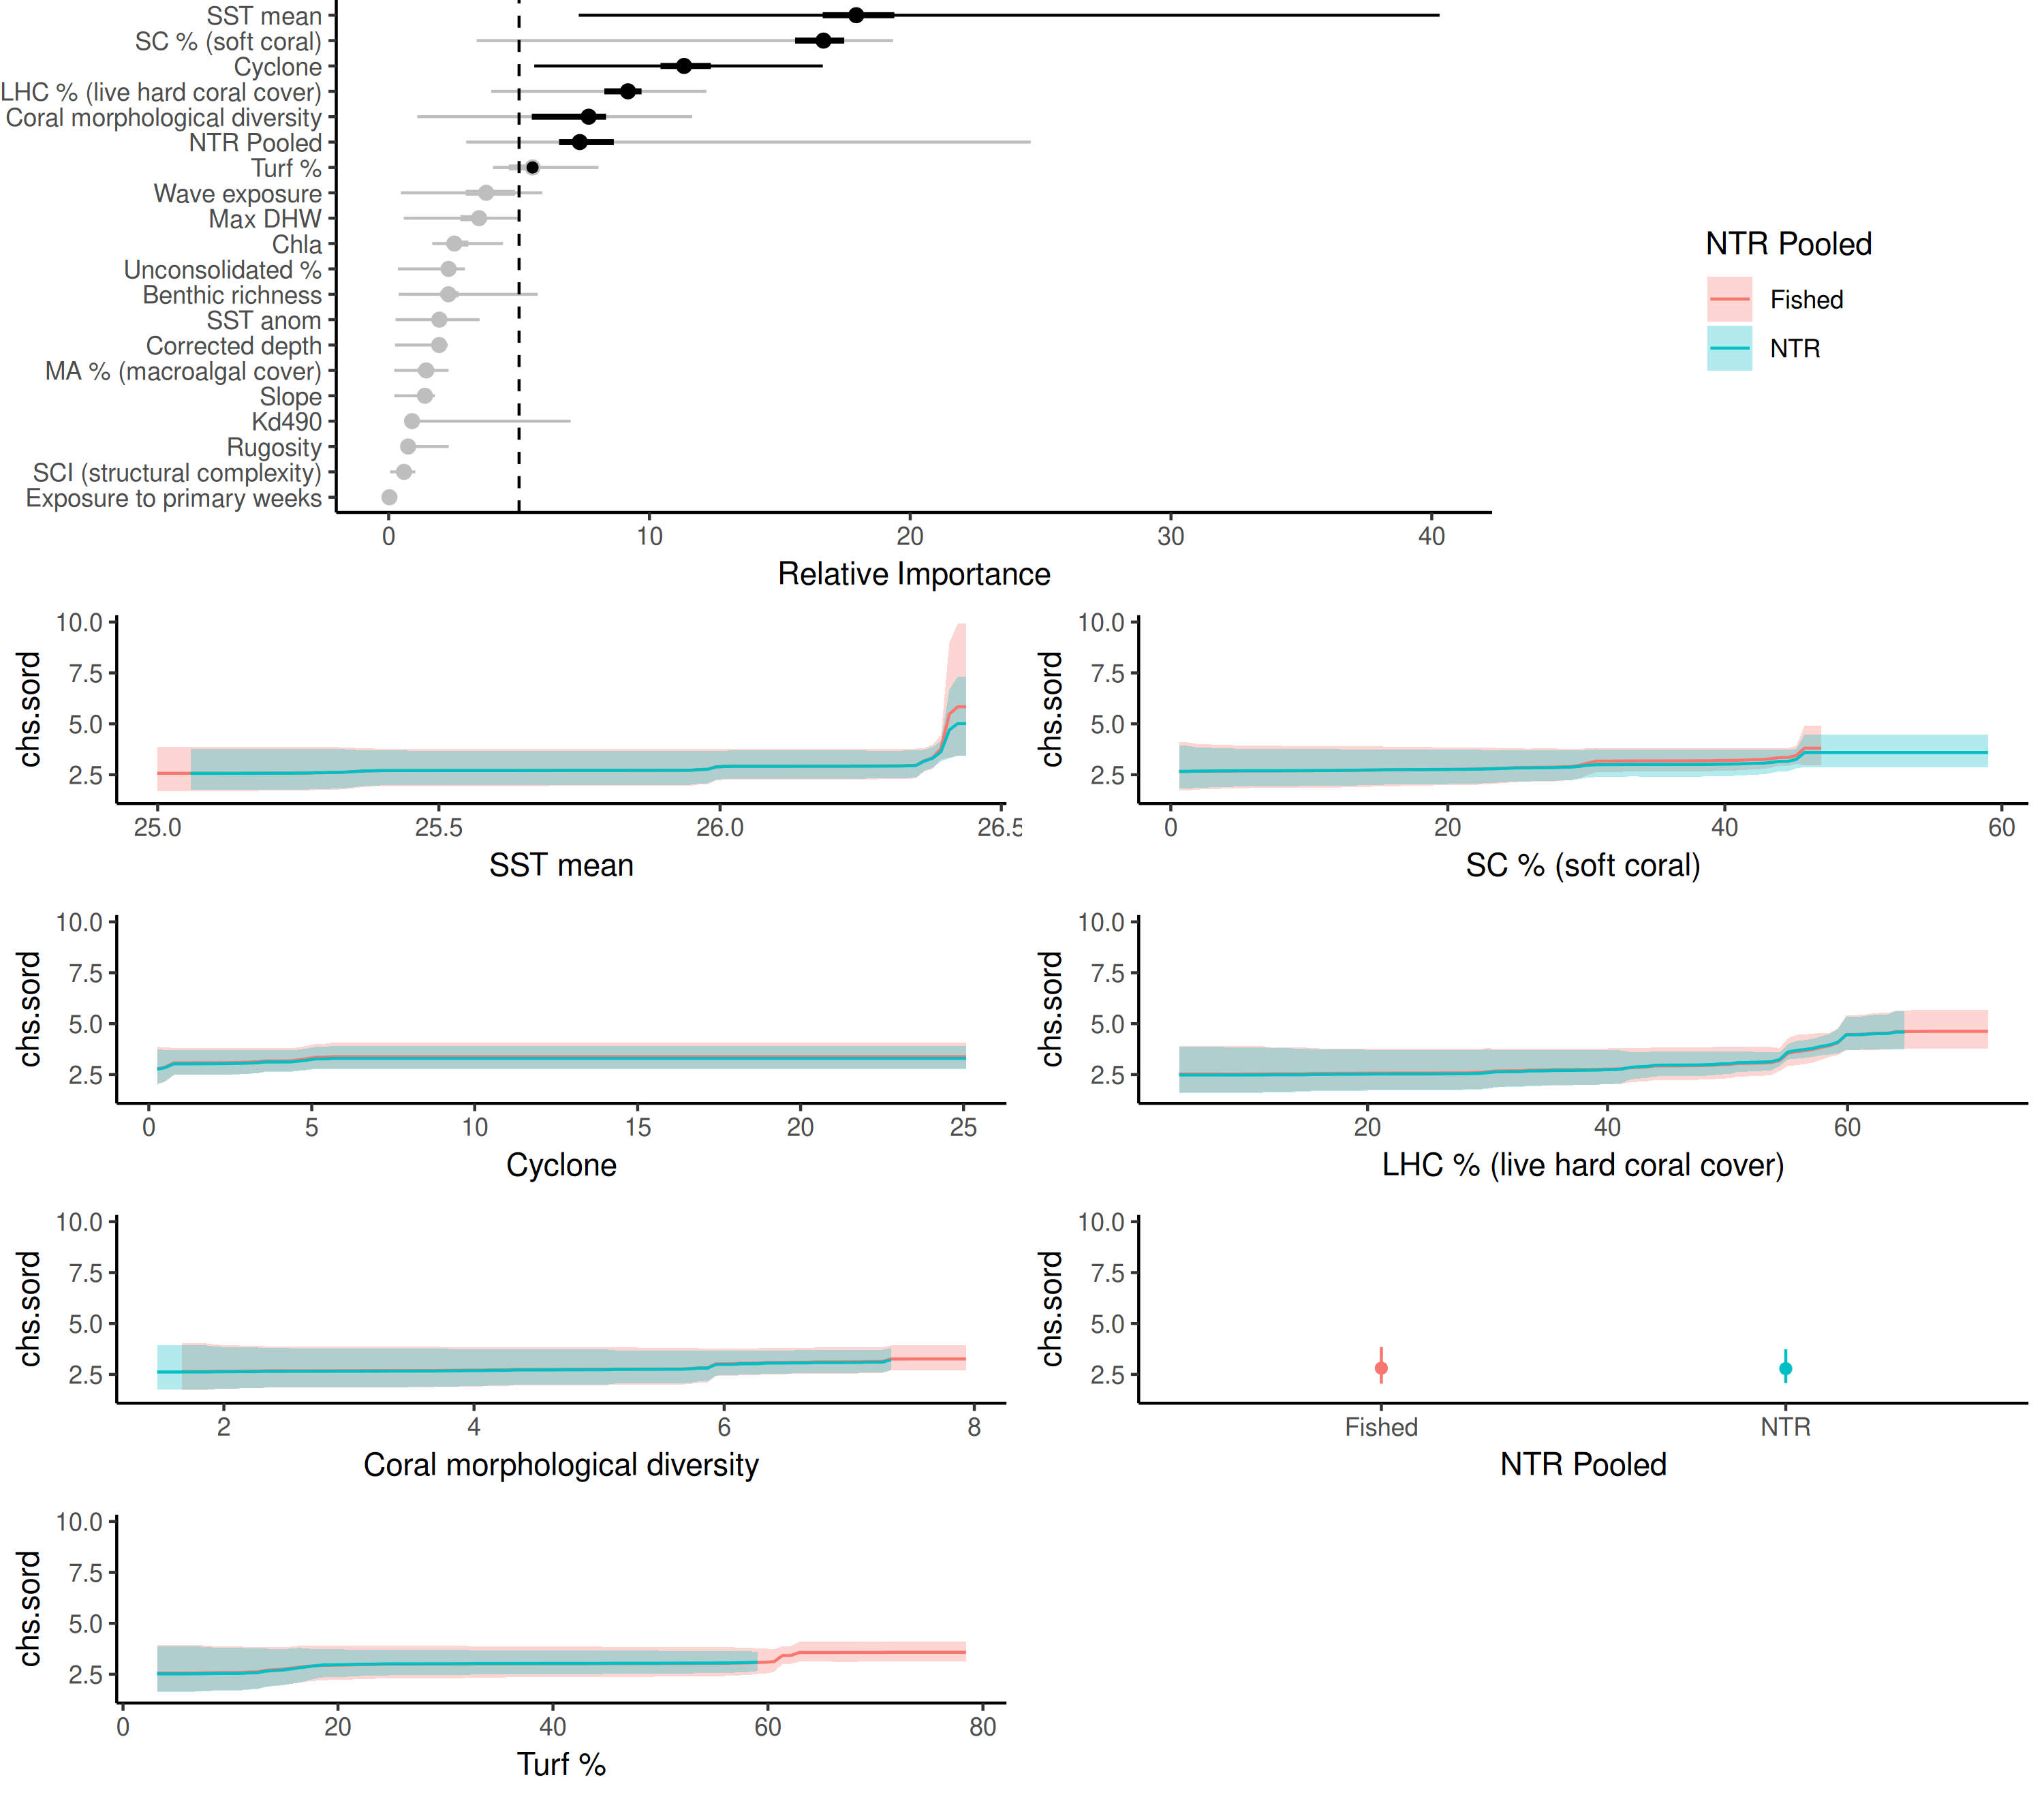 SST mean
SC % (soft coral)
Cyclone
LHC % (live hard coral cover)
Coral morphological diversity
NTR Pooled
Turf %
Wave exposure
Max DHW
Chla
Unconsolidated %
Benthic richness
SST anom
Corrected depth
MA % (macroalgal cover)
Slope
Kd490
Rugosity
SCI (structural complexity)
Exposure to primary weeks
0 10 20 30 40
Relative Importance
NTR Pooled
Fished
NTR
10.0
7.5
5.0
2.5
chs.sord
25.0 25.5 26.0 26.5
SST mean
10.0
7.5
5.0
2.5
chs.sord
0 20 40 60
SC % (soft coral)
10.0
7.5
5.0
2.5
chs.sord
0 5 10 15 20 25
Cyclone
10.0
7.5
5.0
2.5
chs.sord
20 40 60
LHC % (live hard coral cover)
10.0
7.5
5.0
2.5
chs.sord
2 4 6 8
Coral morphological diversity
10.0
7.5
5.0
2.5
chs.sord
Fished NTR
NTR Pooled
10.0
7.5
5.0
2.5
chs.sord
0 20 40 60 80
Turf %